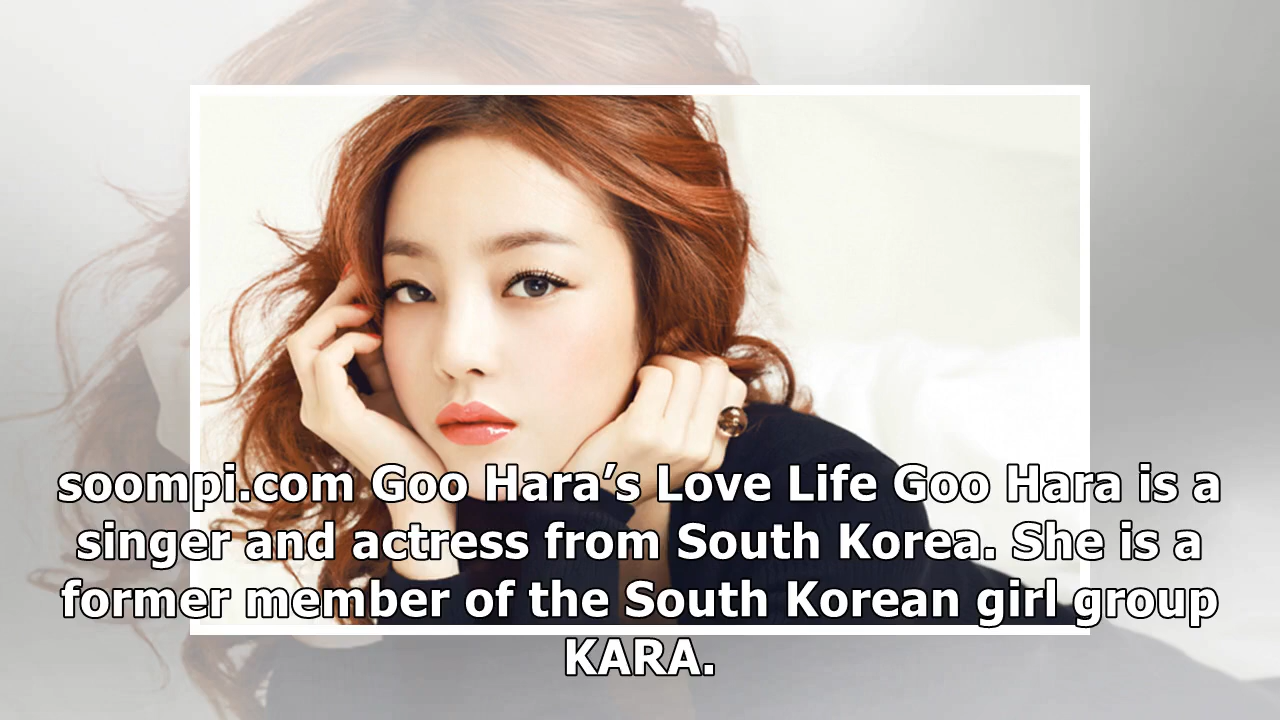 soompi.com Goo Hara’s Love Life Goo Hara is a
singer and actress from South Korea. She is a
former member of the South Korean girl group
KARA.